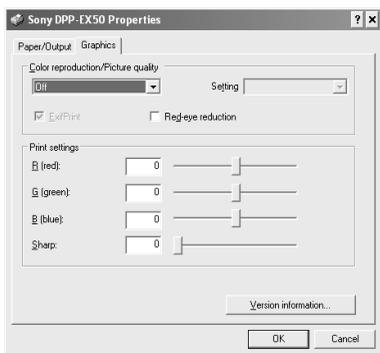 Sony DPP-EX50 Properties
Paper/Output Graphics
Color reproduction/Picture quality
Off Setting
ExifPrint Red-eye reduction
Print settings
R (red): 0
G (green): 0
B (blue): 0
Sharp: 0
Version information...
OK Cancel